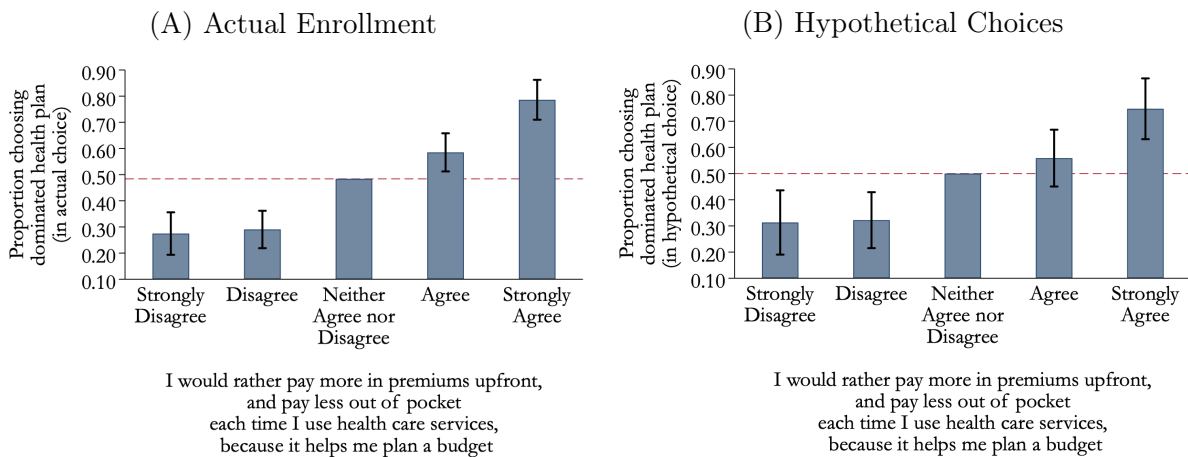 (A) Actual Enrollment
Proportion choosing
dominated health plan
(in actual choice)
0.90
0.80
0.70
0.60
0.50
0.40
0.30
0.20
0.10
Strongly Disagree
Disagree
Neither Agree nor Disagree
Agree
Strongly Agree
I would rather pay more in premiums upfront,
and pay less out of pocket
each time I use health care services,
because it helps me plan a budget
(B) Hypothetical Choices
Proportion choosing
dominated health plan
(in hypothetical choice)
0.90
0.80
0.70
0.60
0.50
0.40
0.30
0.20
0.10
Strongly Disagree
Disagree
Neither Agree nor Disagree
Agree
Strongly Agree
I would rather pay more in premiums upfront,
and pay less out of pocket
each time I use health care services,
because it helps me plan a budget